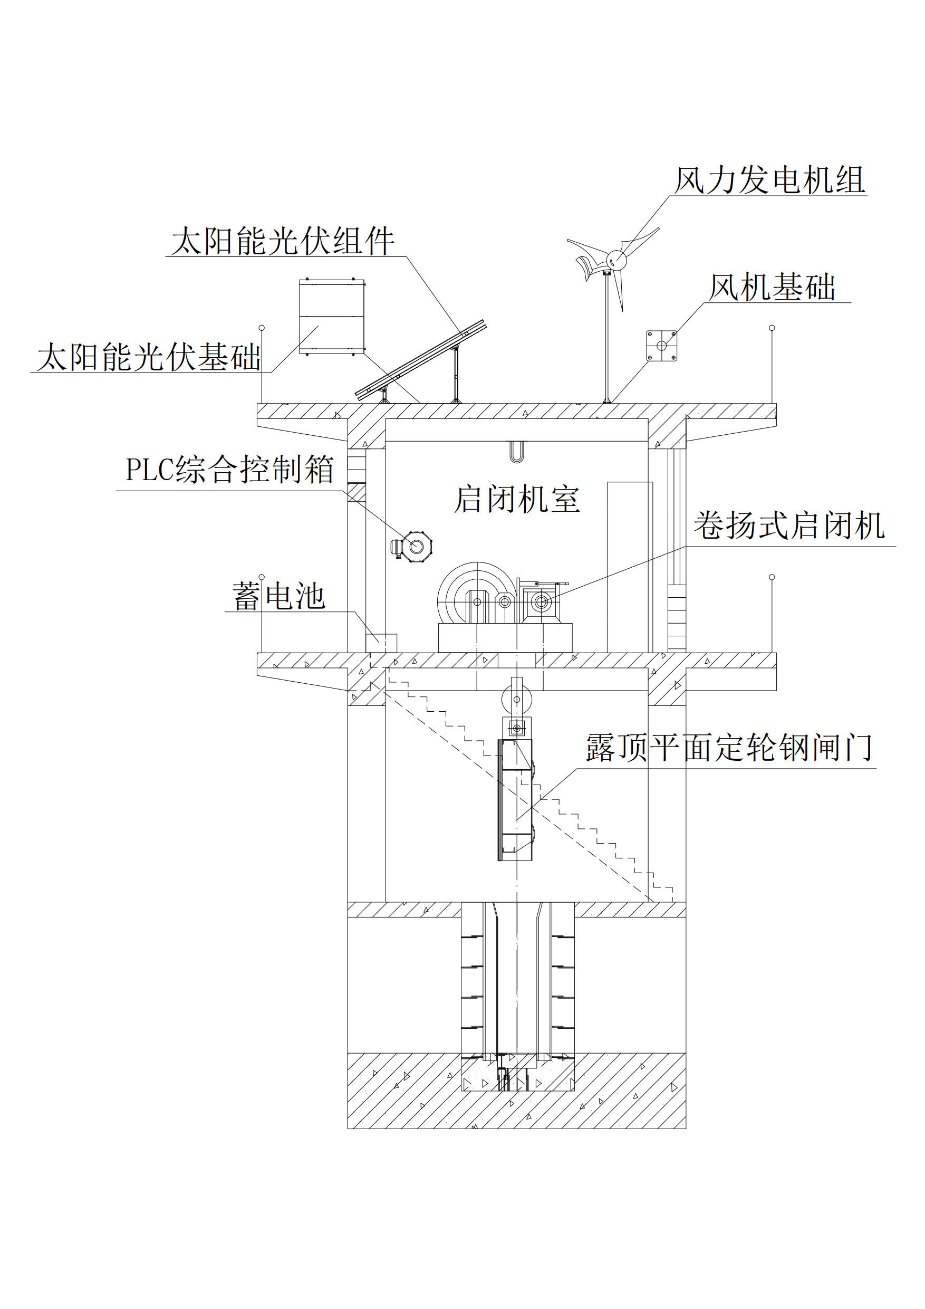 风力发电机组
太阳能光伏组件
风机基础
太阳能光伏基础
PLC综合控制箱
启闭机室
卷扬式启闭机
蓄电池
露顶平面定轮钢闸门